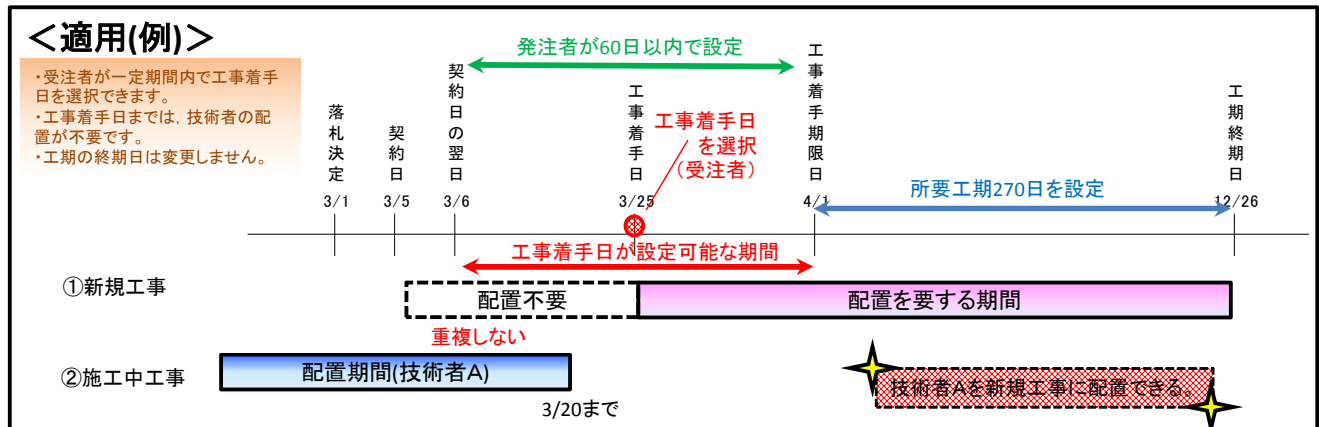 ＜適用(例)＞
・受注者が一定期間内で工事着手
日を選択できます。
・工事着手日までは，技術者の配
置が不要です。
・工期の終期日は変更しません。
発注者が60日以内で設定
落札決定
3/1
契約日
3/5
契約日の翌日
3/6
工事着手日
3/25
工事着手日
を選択
（受注者）
工事着手期限日
4/1
所要工期270日を設定
工期終期日
12/26
工事着手日が設定可能な期間
①新規工事
配置不要
配置を要する期間
重複しない
②施工中工事
配置期間(技術者A)
3/20まで
技術者Aを新規工事に配置できる。